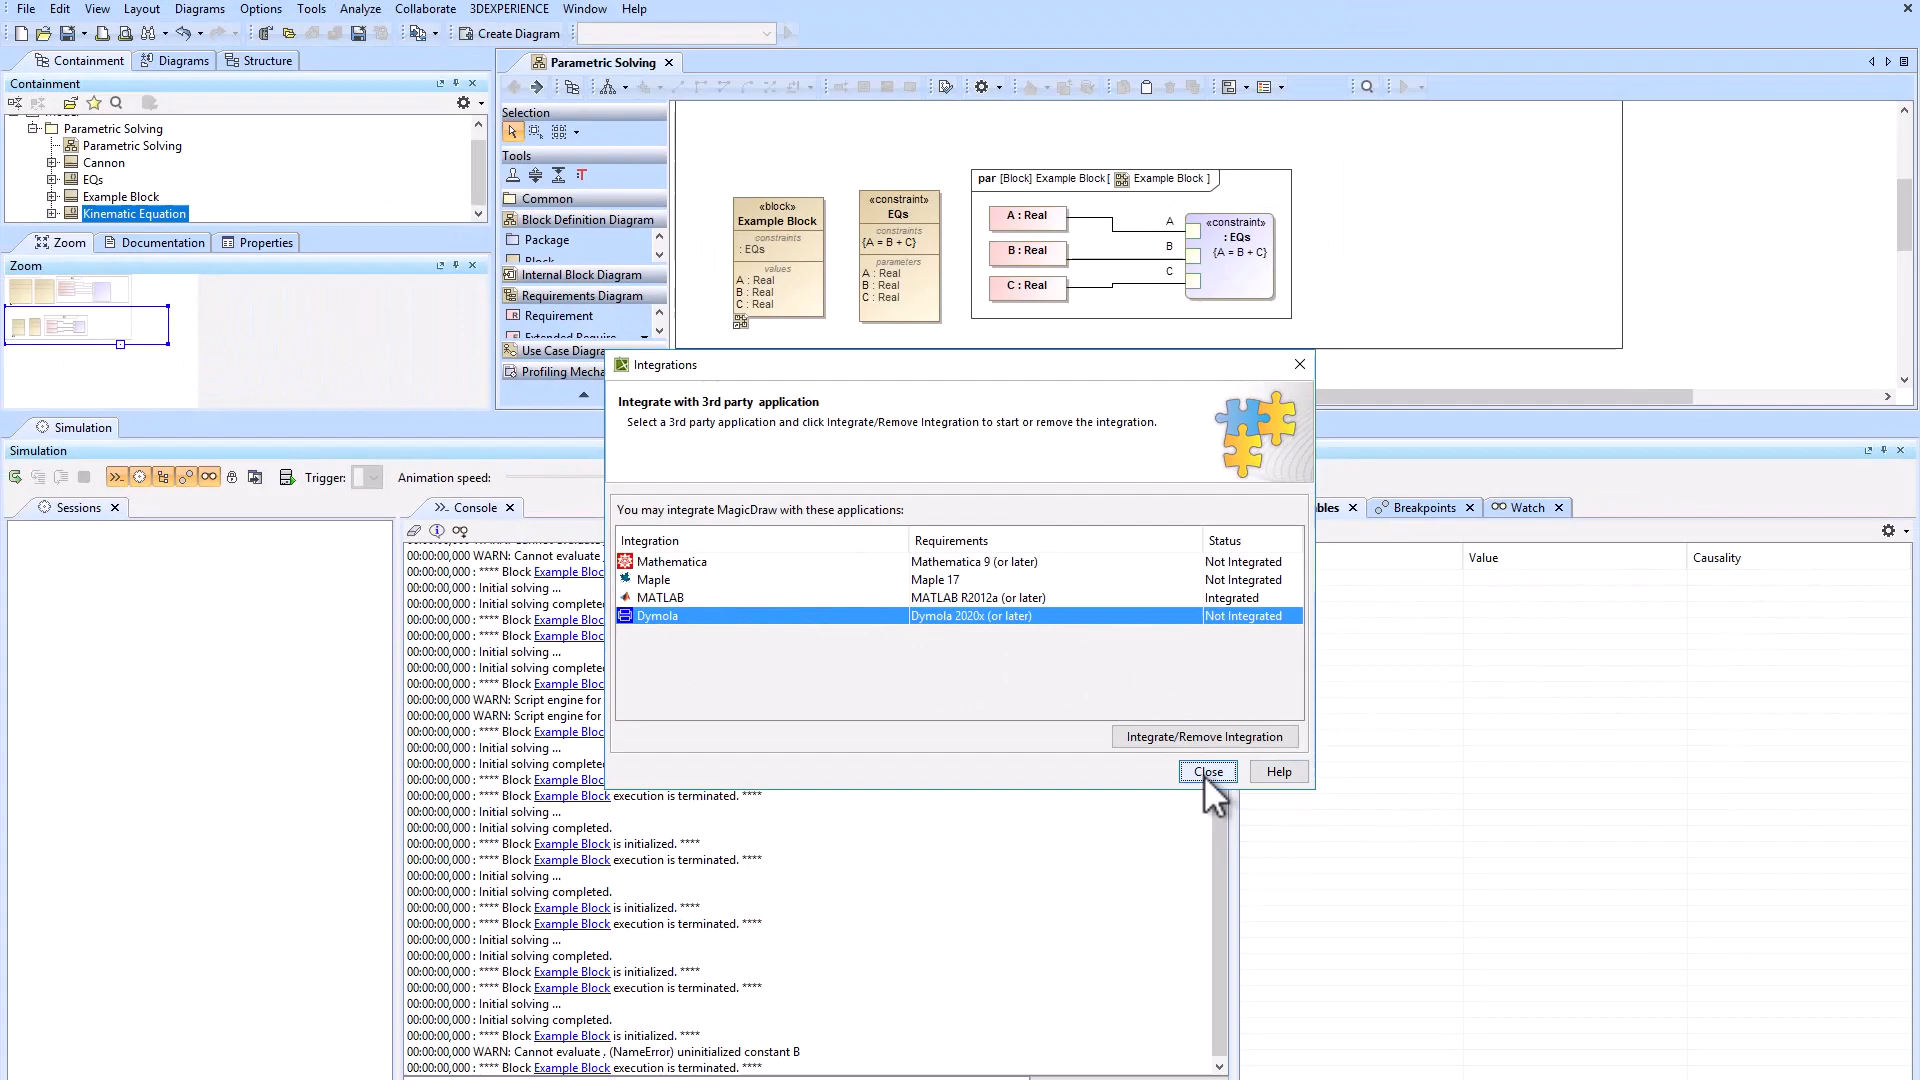 File Edit View Layout Diagrams Options Tools Analyze Collaborate 3DEXPERIENCE Window Help
Create Diagram
Containment Diagrams Structure
Containment
Parametric Solving
Parametric Solving
Cannon
EQs
Example Block
Kinematic Equation
Zoom Documentation Properties
Zoom
Parametric Solving
Selection
Tools
Common
Block Definition Diagram
Package
Block
Internal Block Diagram
Requirements Diagram
Requirement
Use Case Diagra
Profiling Mecha
«block»
Example Block
constraints
: EQs
values
A : Real
B : Real
C : Real
«constraint»
EQs
constraints
{A = B + C}
parameters
A : Real
B : Real
C : Real
par [Block] Example Block [ Example Block ]
A : Real
B : Real
C : Real
A
B
C
«constraint»
: EQs
{A = B + C}
Simulation
Simulation
Trigger: Animation speed:
Sessions
Console
bles Breakpoints Watch
Value Causality
00:00:00,000 WARN: Cannot evaluate
00:00:00,000 : **** Block Example Bloc
00:00:00,000 : Initial solving ...
00:00:00,000 : Initial solving complete
00:00:00,000 : **** Block Example Bloc
00:00:00,000 : **** Block Example Bloc
00:00:00,000 : Initial solving ...
00:00:00,000 : Initial solving complete
00:00:00,000 : **** Block Example Bloc
00:00:00,000 WARN: Script engine for
00:00:00,000 WARN: Script engine for
00:00:00,000 : **** Block Example Bloc
00:00:00,000 : Initial solving ...
00:00:00,000 : Initial solving complete
00:00:00,000 : **** Block Example Bloc
00:00:00,000 : **** Block Example Block execution is terminated. ****
00:00:00,000 : Initial solving ...
00:00:00,000 : Initial solving completed.
00:00:00,000 : **** Block Example Block is initialized. ****
00:00:00,000 : **** Block Example Block execution is terminated. ****
00:00:00,000 : Initial solving ...
00:00:00,000 : Initial solving completed.
00:00:00,000 : **** Block Example Block is initialized. ****
00:00:00,000 : **** Block Example Block execution is terminated. ****
00:00:00,000 : Initial solving ...
00:00:00,000 : Initial solving completed.
00:00:00,000 : **** Block Example Block is initialized. ****
00:00:00,000 : **** Block Example Block execution is terminated. ****
00:00:00,000 : Initial solving ...
00:00:00,000 : Initial solving completed.
00:00:00,000 : **** Block Example Block is initialized. ****
00:00:00,000 WARN: Cannot evaluate , (NameError) uninitialized constant B
00:00:00,000 : **** Block Example Block execution is terminated. ****
Integrations
Integrate with 3rd party application
Select a 3rd party application and click Integrate/Remove Integration to start or remove the integration.
You may integrate MagicDraw with these applications:
Integration Requirements Status
Mathematica Mathematica 9 (or later) Not Integrated
Maple Maple 17 Not Integrated
MATLAB MATLAB R2012a (or later) Integrated
Dymola Dymola 2020x (or later) Not Integrated
Integrate/Remove Integration
Close Help